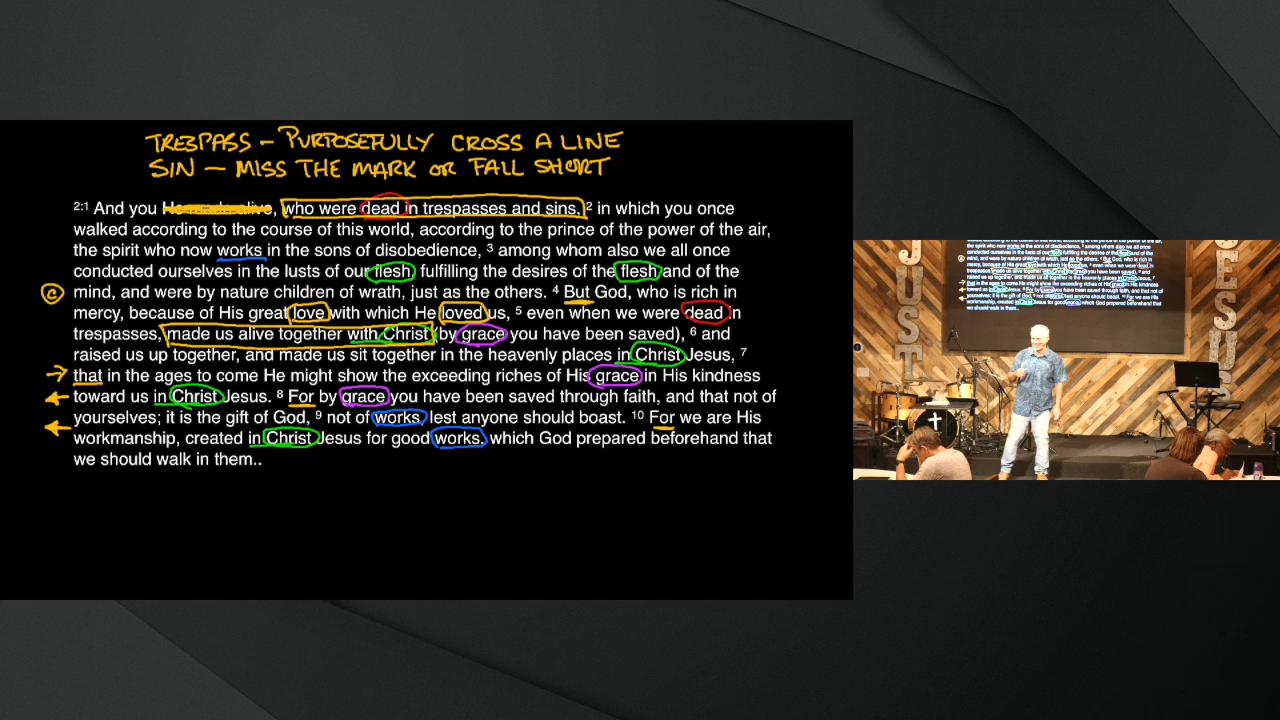 TRESPASS – PURPOSEFULLY CROSS A LINE
SIN – MISS THE MARK OR FALL SHORT
2:1 And you He made alive, who were dead in trespasses and sins, 2 in which you once
walked according to the course of this world, according to the prince of the power of the air,
the spirit who now works in the sons of disobedience, 3 among whom also we all once
conducted ourselves in the lusts of our flesh, fulfilling the desires of the flesh and of the
C mind, and were by nature children of wrath, just as the others. 4 But God, who is rich in
mercy, because of His great love with which He loved us, 5 even when we were dead in
trespasses, made us alive together with Christ (by grace you have been saved), 6 and
raised us up together, and made us sit together in the heavenly places in Christ Jesus, 7
→ that in the ages to come He might show the exceeding riches of His grace in His kindness
← toward us in Christ Jesus. 8 For by grace you have been saved through faith, and that not of
← yourselves; it is the gift of God, 9 not of works, lest anyone should boast. 10 For we are His
workmanship, created in Christ Jesus for good works, which God prepared beforehand that
we should walk in them..
JUST
JESUS